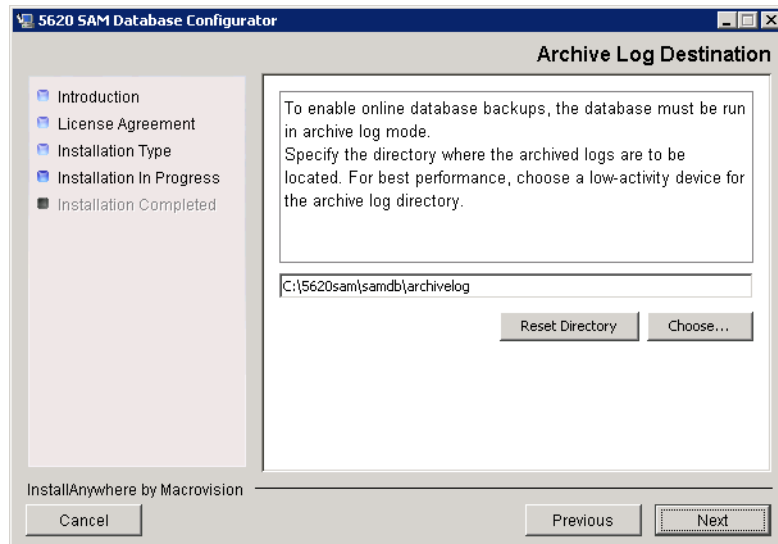 5620 SAM Database Configurator
Archive Log Destination
Introduction
License Agreement
Installation Type
Installation In Progress
Installation Completed
To enable online database backups, the database must be run
in archive log mode.
Specify the directory where the archived logs are to be
located. For best performance, choose a low-activity device for
the archive log directory.
C:\5620sam\samdb\archivelog
Reset Directory
Choose...
InstallAnywhere by Macrovision
Cancel
Previous
Next